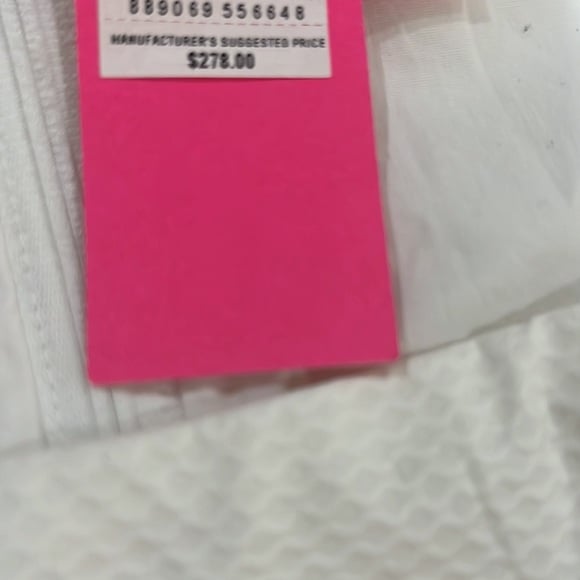 889069 556648
MANUFACTURER'S SUGGESTED PRICE
$278.00